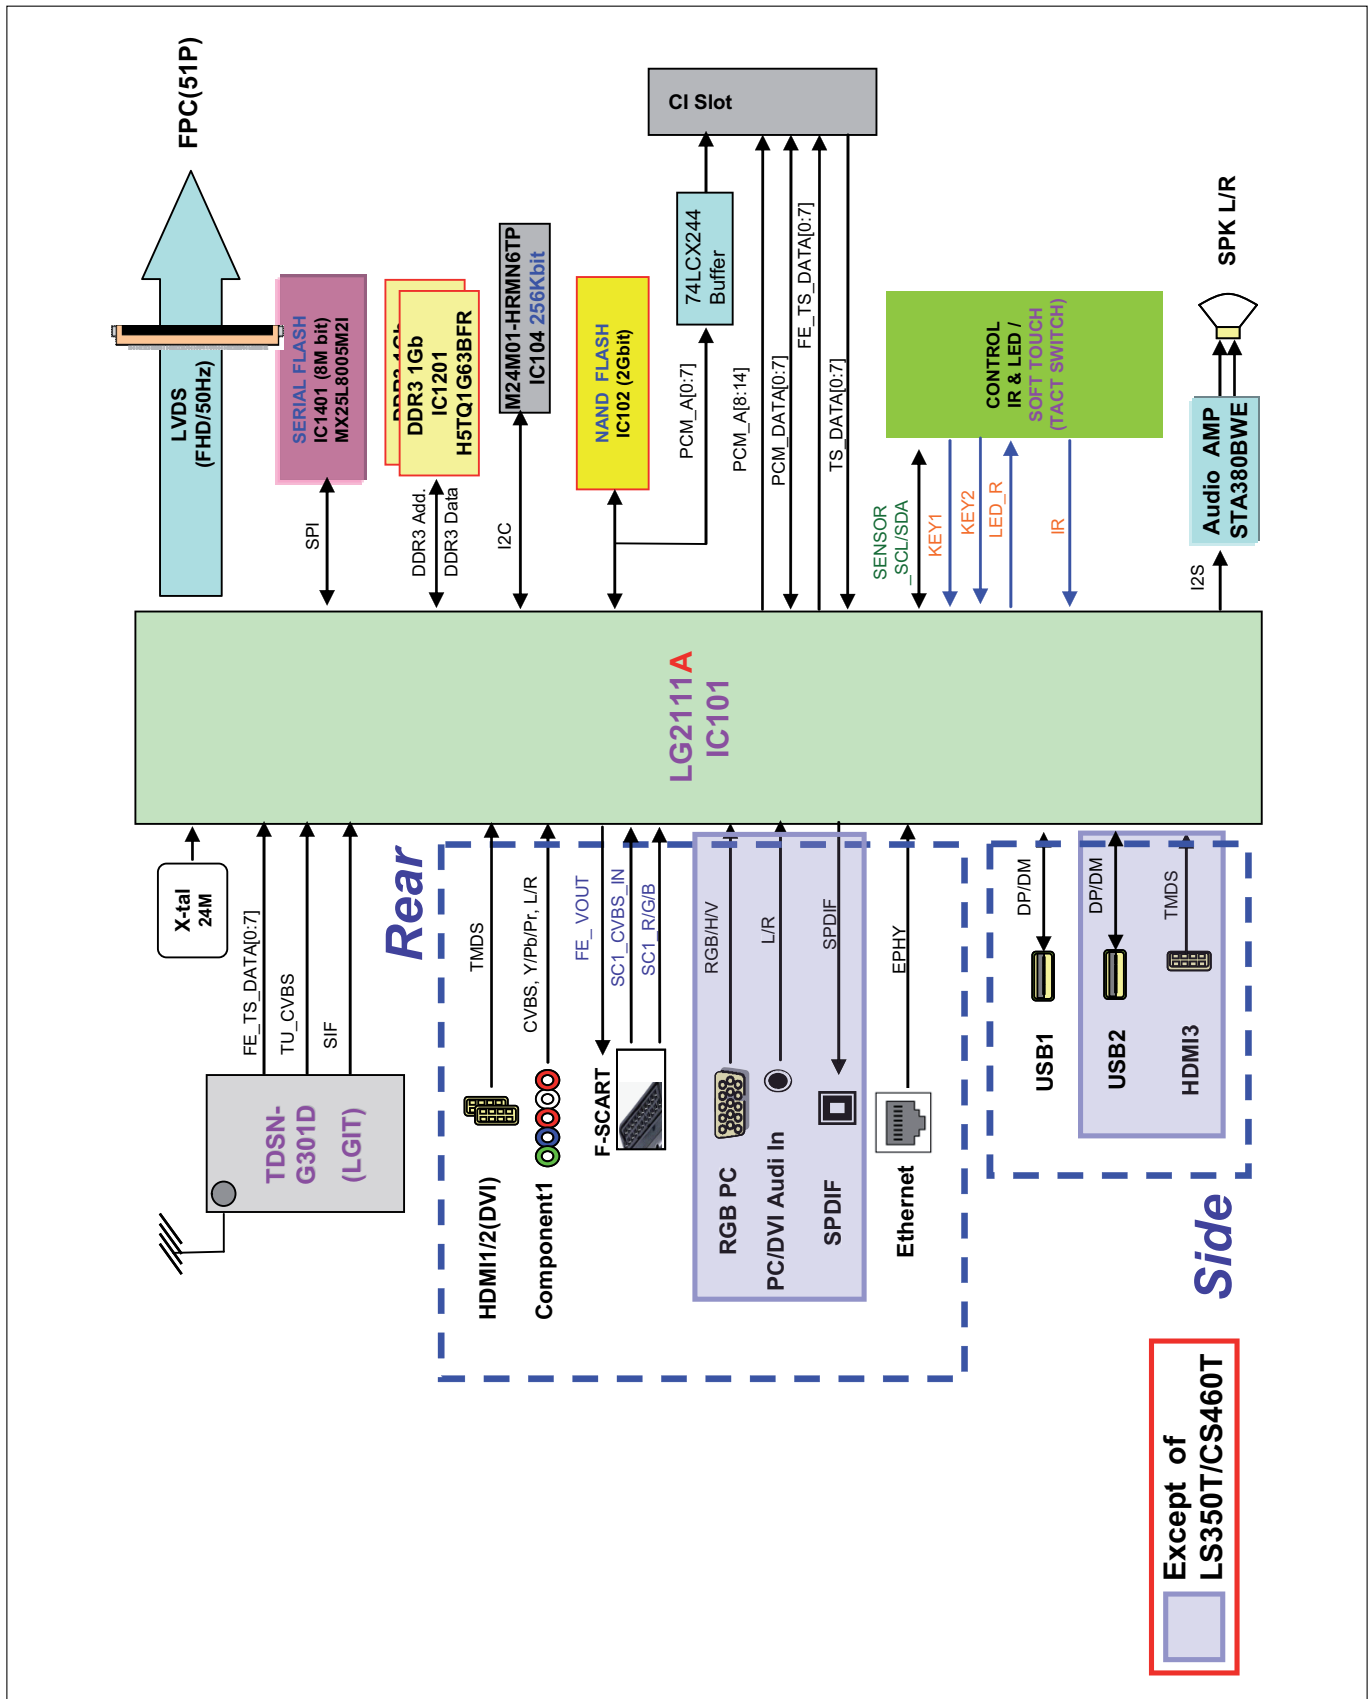 X-tal
24M
TDSN-
G301D
(LGIT)
FE_TS_DATA[0:7]
TU_CVBS
SIF
Rear
HDMI1/2(DVI)
TMDS
Component1
CVBS, Y/Pb/Pr, L/R
F-SCART
FE_ VOUT
SC1_CVBS_IN
SC1_R/G/B
RGB PC
RGB/H/V
PC/DVI Audi In
L/R
SPDIF
SPDIF
Ethernet
EPHY
Side
USB1
DP/DM
USB2
DP/DM
HDMI3
TMDS
LG2111A
IC101
LVDS
(FHD/50Hz)
FPC(51P)
SPI
SERIAL FLASH
IC1401 (8M bit)
MX25L8005M2I
DDR3 Add.
DDR3 Data
DDR3 1Gb
DDR3 1Gb
IC1201
H5TQ1G63BFR
I2C
M24M01-HRMN6TP
IC104 256Kbit
NAND FLASH
IC102 (2Gbit)
PCM_A[0:7]
74LCX244
Buffer
CI Slot
PCM_A[8:14]
PCM_DATA[0:7]
FE_TS_DATA[0:7]
TS_DATA[0:7]
SENSOR
_SCL/SDA
KEY1
KEY2
LED_R
IR
CONTROL
IR & LED /
SOFT TOUCH
(TACT SWITCH)
I2S
Audio AMP
STA380BWE
SPK L/R
Except of
LS350T/CS460T